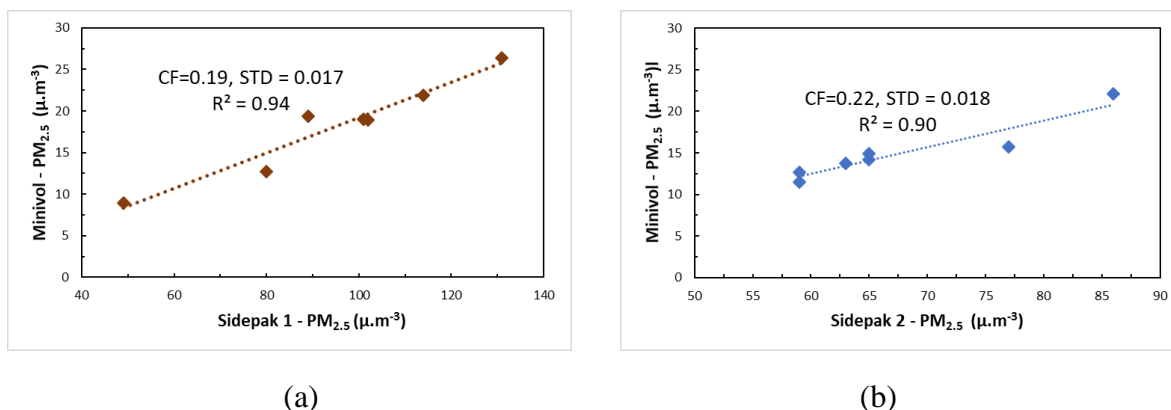 30
25
20
15
10
5
0
Minivol - PM2.5 (µ.m-3)
CF=0.19, STD = 0.017
R² = 0.94
40 60 80 100 120 140
Sidepak 1 - PM2.5 (µ.m-3)
(a)
30
25
20
15
10
5
0
Minivol - PM2.5 (µ.m-3)l
CF=0.22, STD = 0.018
R² = 0.90
50 55 60 65 70 75 80 85 90
Sidepak 2 - PM2.5 (µ.m-3)
(b)